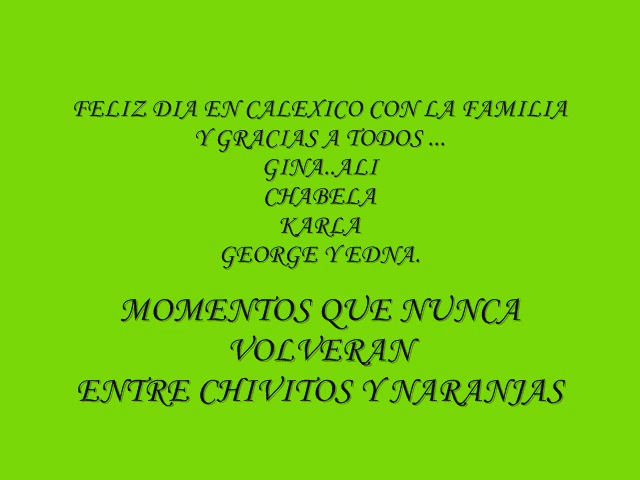 FELIZ DIA EN CALEXICO CON LA FAMILIA
Y GRACIAS A TODOS ...
GINA..ALI
CHABELA
KARLA
GEORGE Y EDNA.
MOMENTOS QUE NUNCA
VOLVERAN
ENTRE CHIVITOS Y NARANJAS